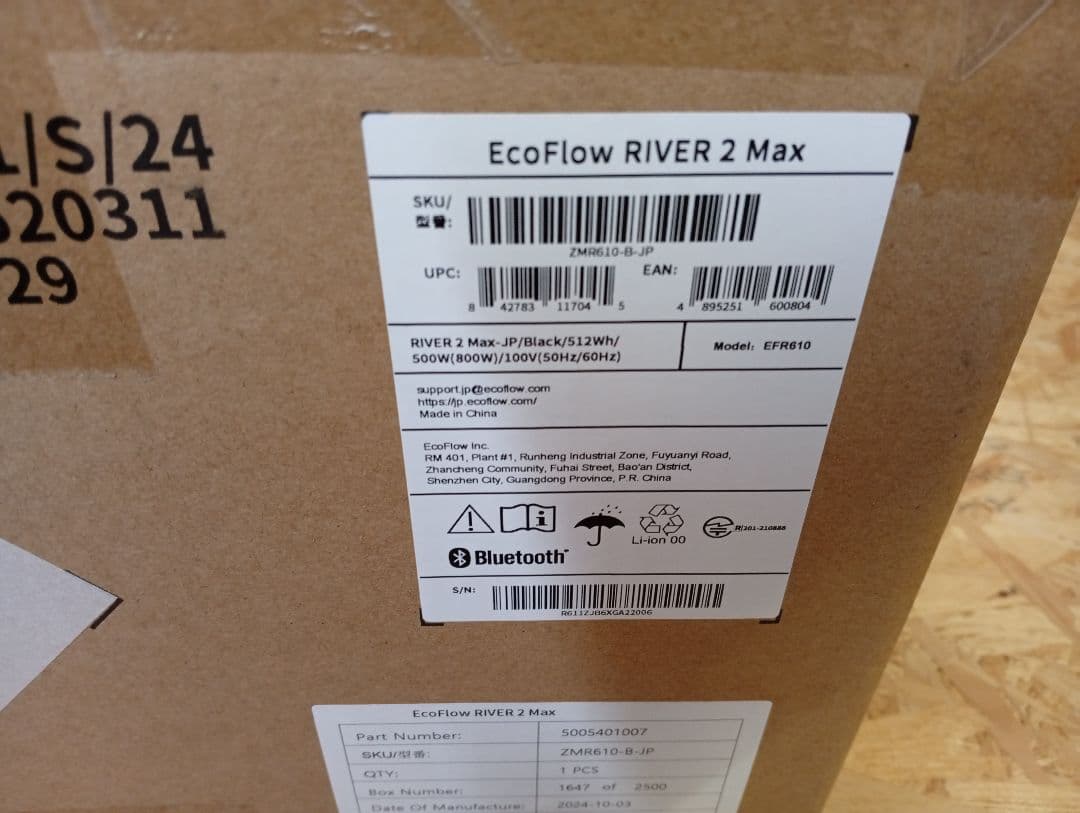 /S/24
20311
29
EcoFlow RIVER 2 Max
SKU/
ZMR610-B-JP
UPC:
8 42783 11704 5
EAN:
4 895251 600804
RIVER 2 Max-JP/Black/512Wh/
500W(800W)/100V(50Hz/60Hz)
Model: EFR610
support.jp@ecoflow.com
https://jp.ecoflow.com/
Made in China
EcoFlow Inc.
RM 401, Plant #1, Runheng Industrial Zone, Fuyuanyi Road,
Zhancheng Community, Fuhai Street, Bao'an District,
Shenzhen City, Guangdong Province, P.R. China
Li-ion 00
R 201-210888
Bluetooth
S/N:
R611ZJB6XGA22006
EcoFlow RIVER 2 Max
Part Number: 5005401007
SKU/型番: ZMR610-B-JP
QTY: 1 PCS
Box Number: 1647 of 2500
Date Of Manufacture: 2024-10-03